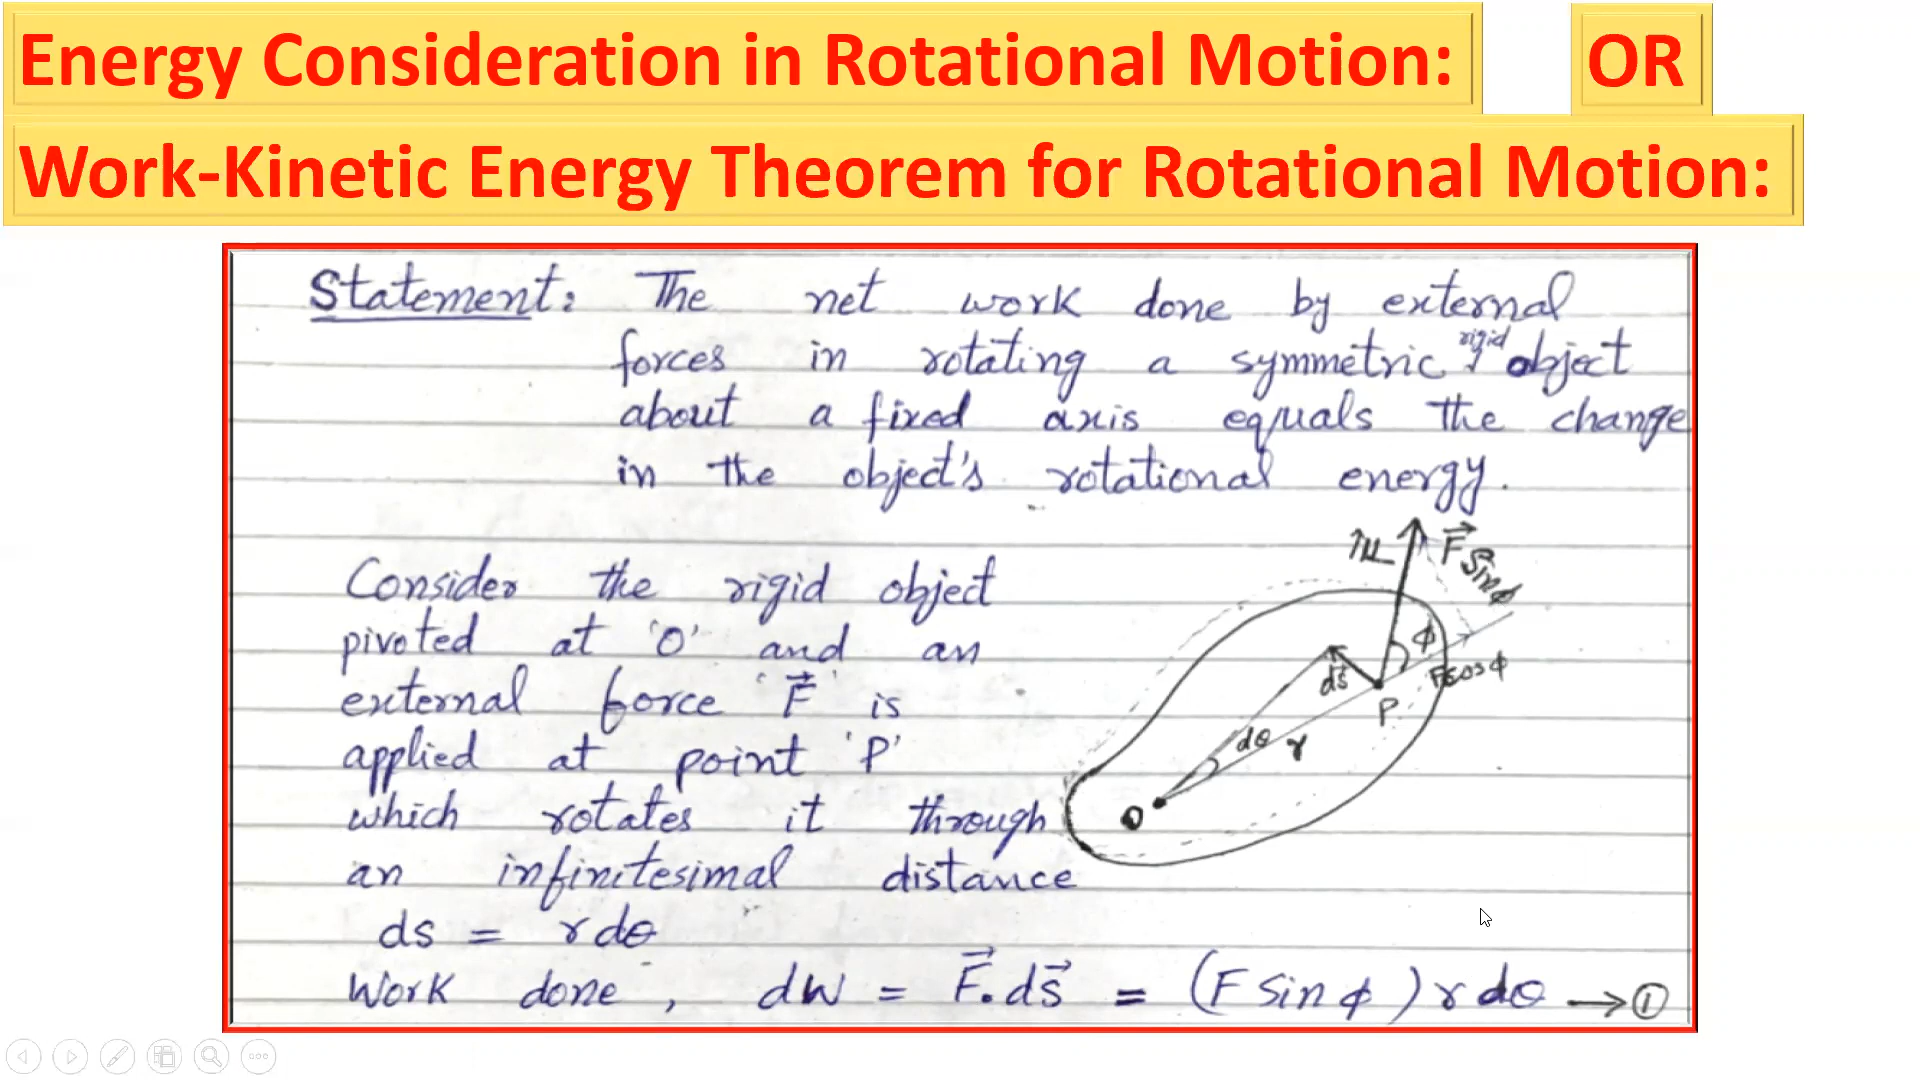 Energy Consideration in Rotational Motion: OR
Work-Kinetic Energy Theorem for Rotational Motion:
Statement: The net work done by external
forces in rotating a symmetric rigid object
about a fixed axis equals the change
in the object's rotational energy.
Consider the rigid object
pivoted at 'O' and an
external force 'F⃗' is
applied at point 'P'
which rotates it through
an infinitesimal distance
ds = rdθ
Work done, dW = F⃗.ds⃗ = (F Sin ϕ) r dθ → ①
F⃗ Sinϕ
ϕ
Fcosϕ
ds⃗
P
dθ r
O